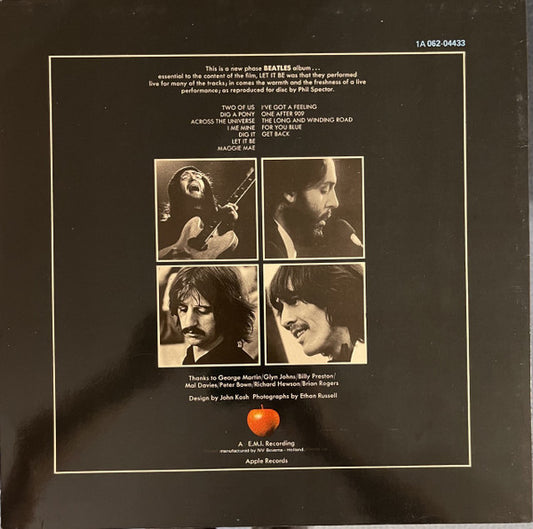 1A 062-04433
This is a new phase BEATLES album . . .
essential to the content of the film, LET IT BE was that they performed
live for many of the tracks; in comes the warmth and the freshness of a live
performance; as reproduced for disc by Phil Spector.
TWO OF US I'VE GOT A FEELING
DIG A PONY ONE AFTER 909
ACROSS THE UNIVERSE THE LONG AND WINDING ROAD
I ME MINE FOR YOU BLUE
DIG IT GET BACK
LET IT BE
MAGGIE MAE
Thanks to George Martin/Glyn Johns/Billy Preston/
Mal Davies/Peter Bown/Richard Hewson/Brian Rogers
Design by John Kosh Photographs by Ethan Russell
A E.M.I. Recording
manufactured by NV Bovema - Holland
Apple Records